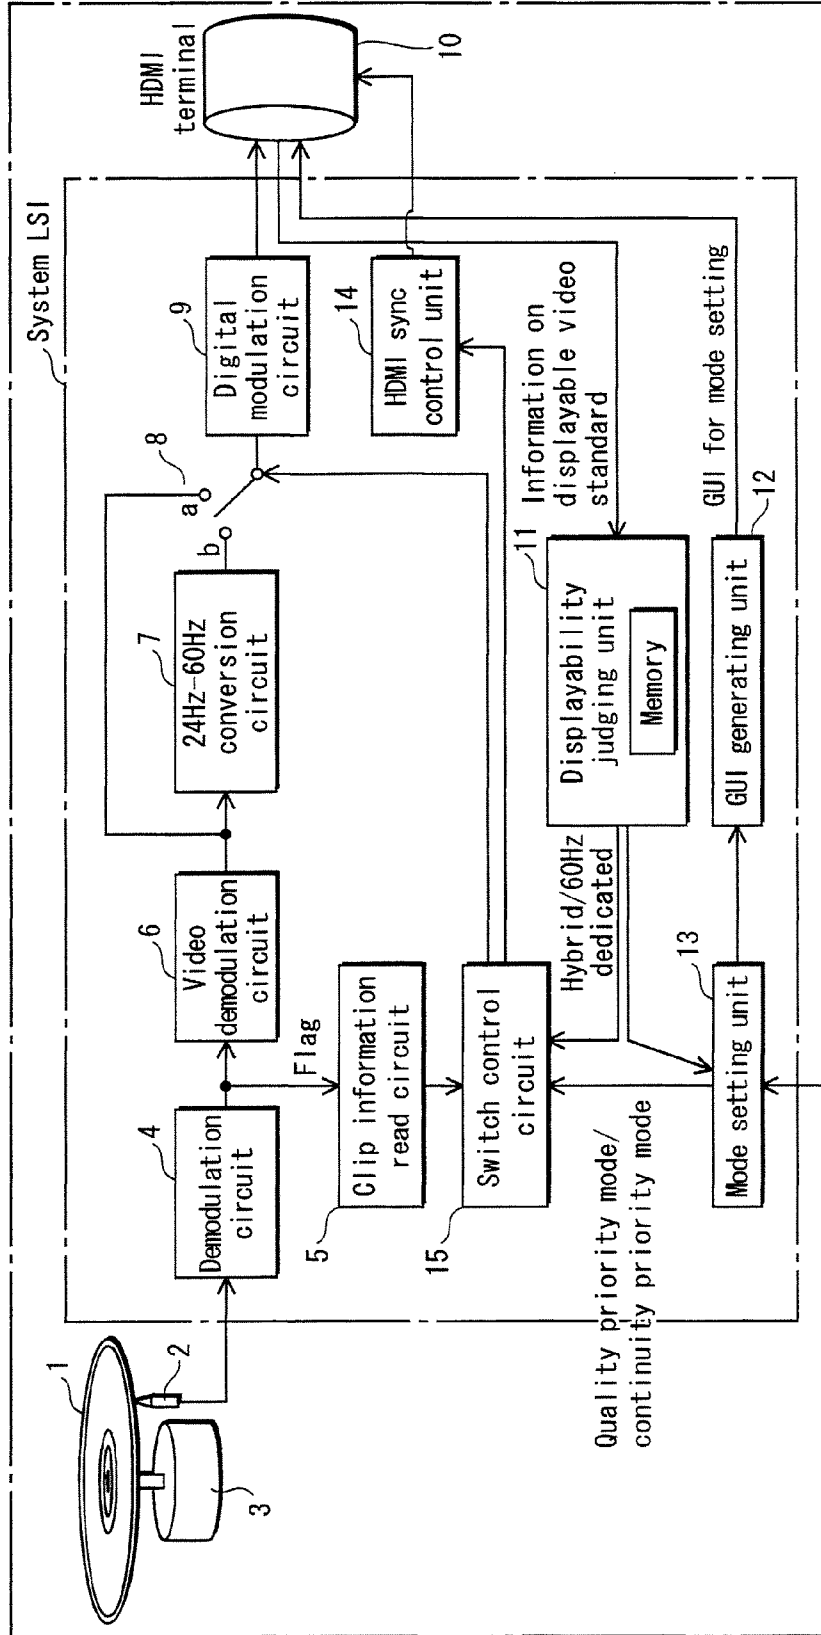 System LSI
HDMI
terminal
10
1
2
3
4
Demodulation
circuit
6
Video
demodulation
circuit
7
24Hz-60Hz
conversion
circuit
8
a
b
9
Digital
modulation
circuit
14
HDMI sync
control unit
Flag
5
Clip information
read circuit
15
Switch control
circuit
Hybrid/60Hz
dedicated
11
Displayability
judging unit
Memory
Information on
displayable video
standard
Quality priority mode/
continuity priority mode
13
Mode setting unit
GUI generating unit
12
GUI for mode setting